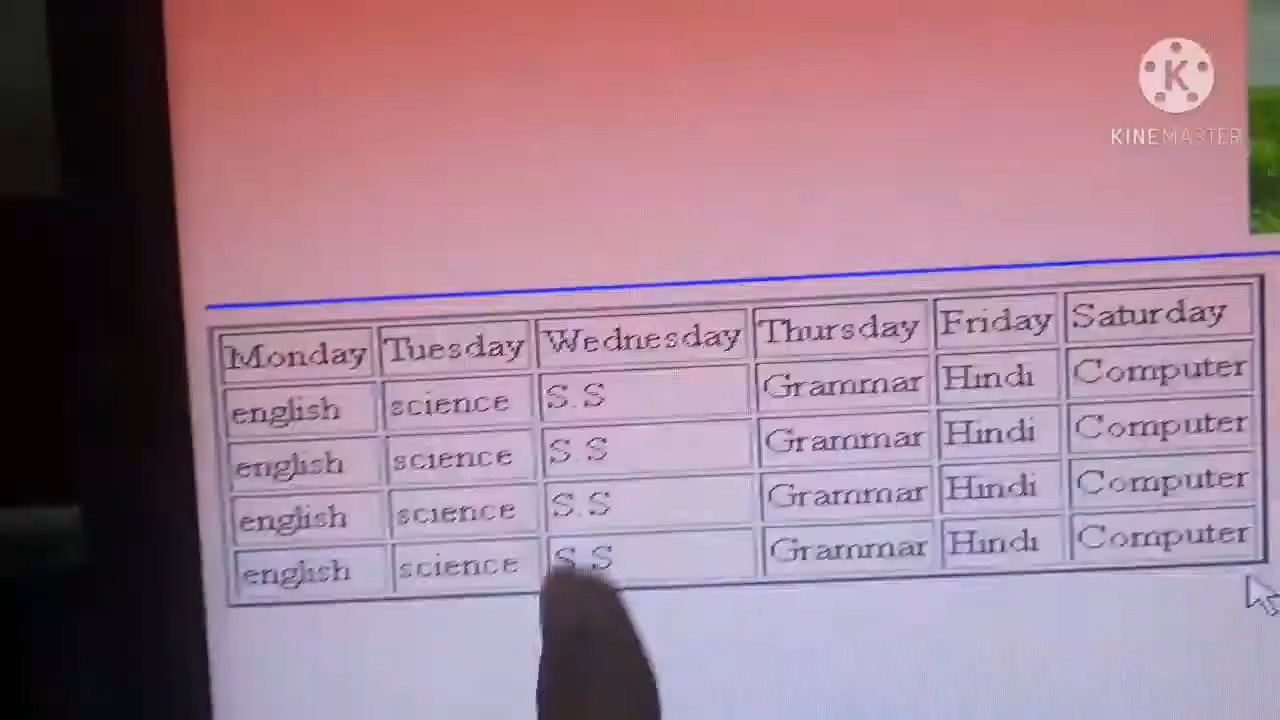 K
KINEMASTER
Monday Tuesday Wednesday Thursday Friday Saturday
english science S.S Grammar Hindi Computer
english science S.S Grammar Hindi Computer
english science S.S Grammar Hindi Computer
english science S.S Grammar Hindi Computer